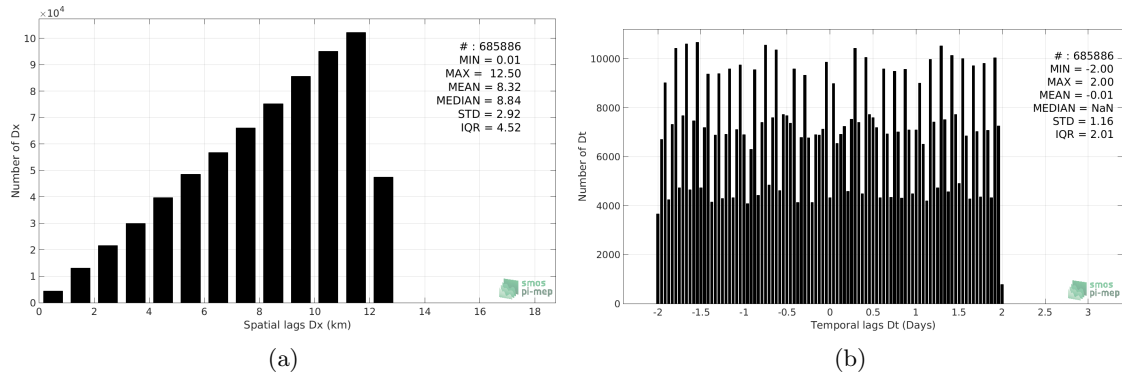 ×10⁴
10
9
8
7
6
5
4
3
2
1
0
Number of Dx
# : 685886
MIN = 0.01
MAX = 12.50
MEAN = 8.32
MEDIAN = 8.84
STD = 2.92
IQR = 4.52
smos
pi-mep
0 2 4 6 8 10 12 14 16 18
Spatial lags Dx (km)
(a)
10000
8000
6000
4000
2000
0
Number of Dt
# : 685886
MIN = -2.00
MAX = 2.00
MEAN = -0.01
MEDIAN = NaN
STD = 1.16
IQR = 2.01
smos
pi-mep
-2 -1.5 -1 -0.5 0 0.5 1 1.5 2 2.5 3
Temporal lags Dt (Days)
(b)